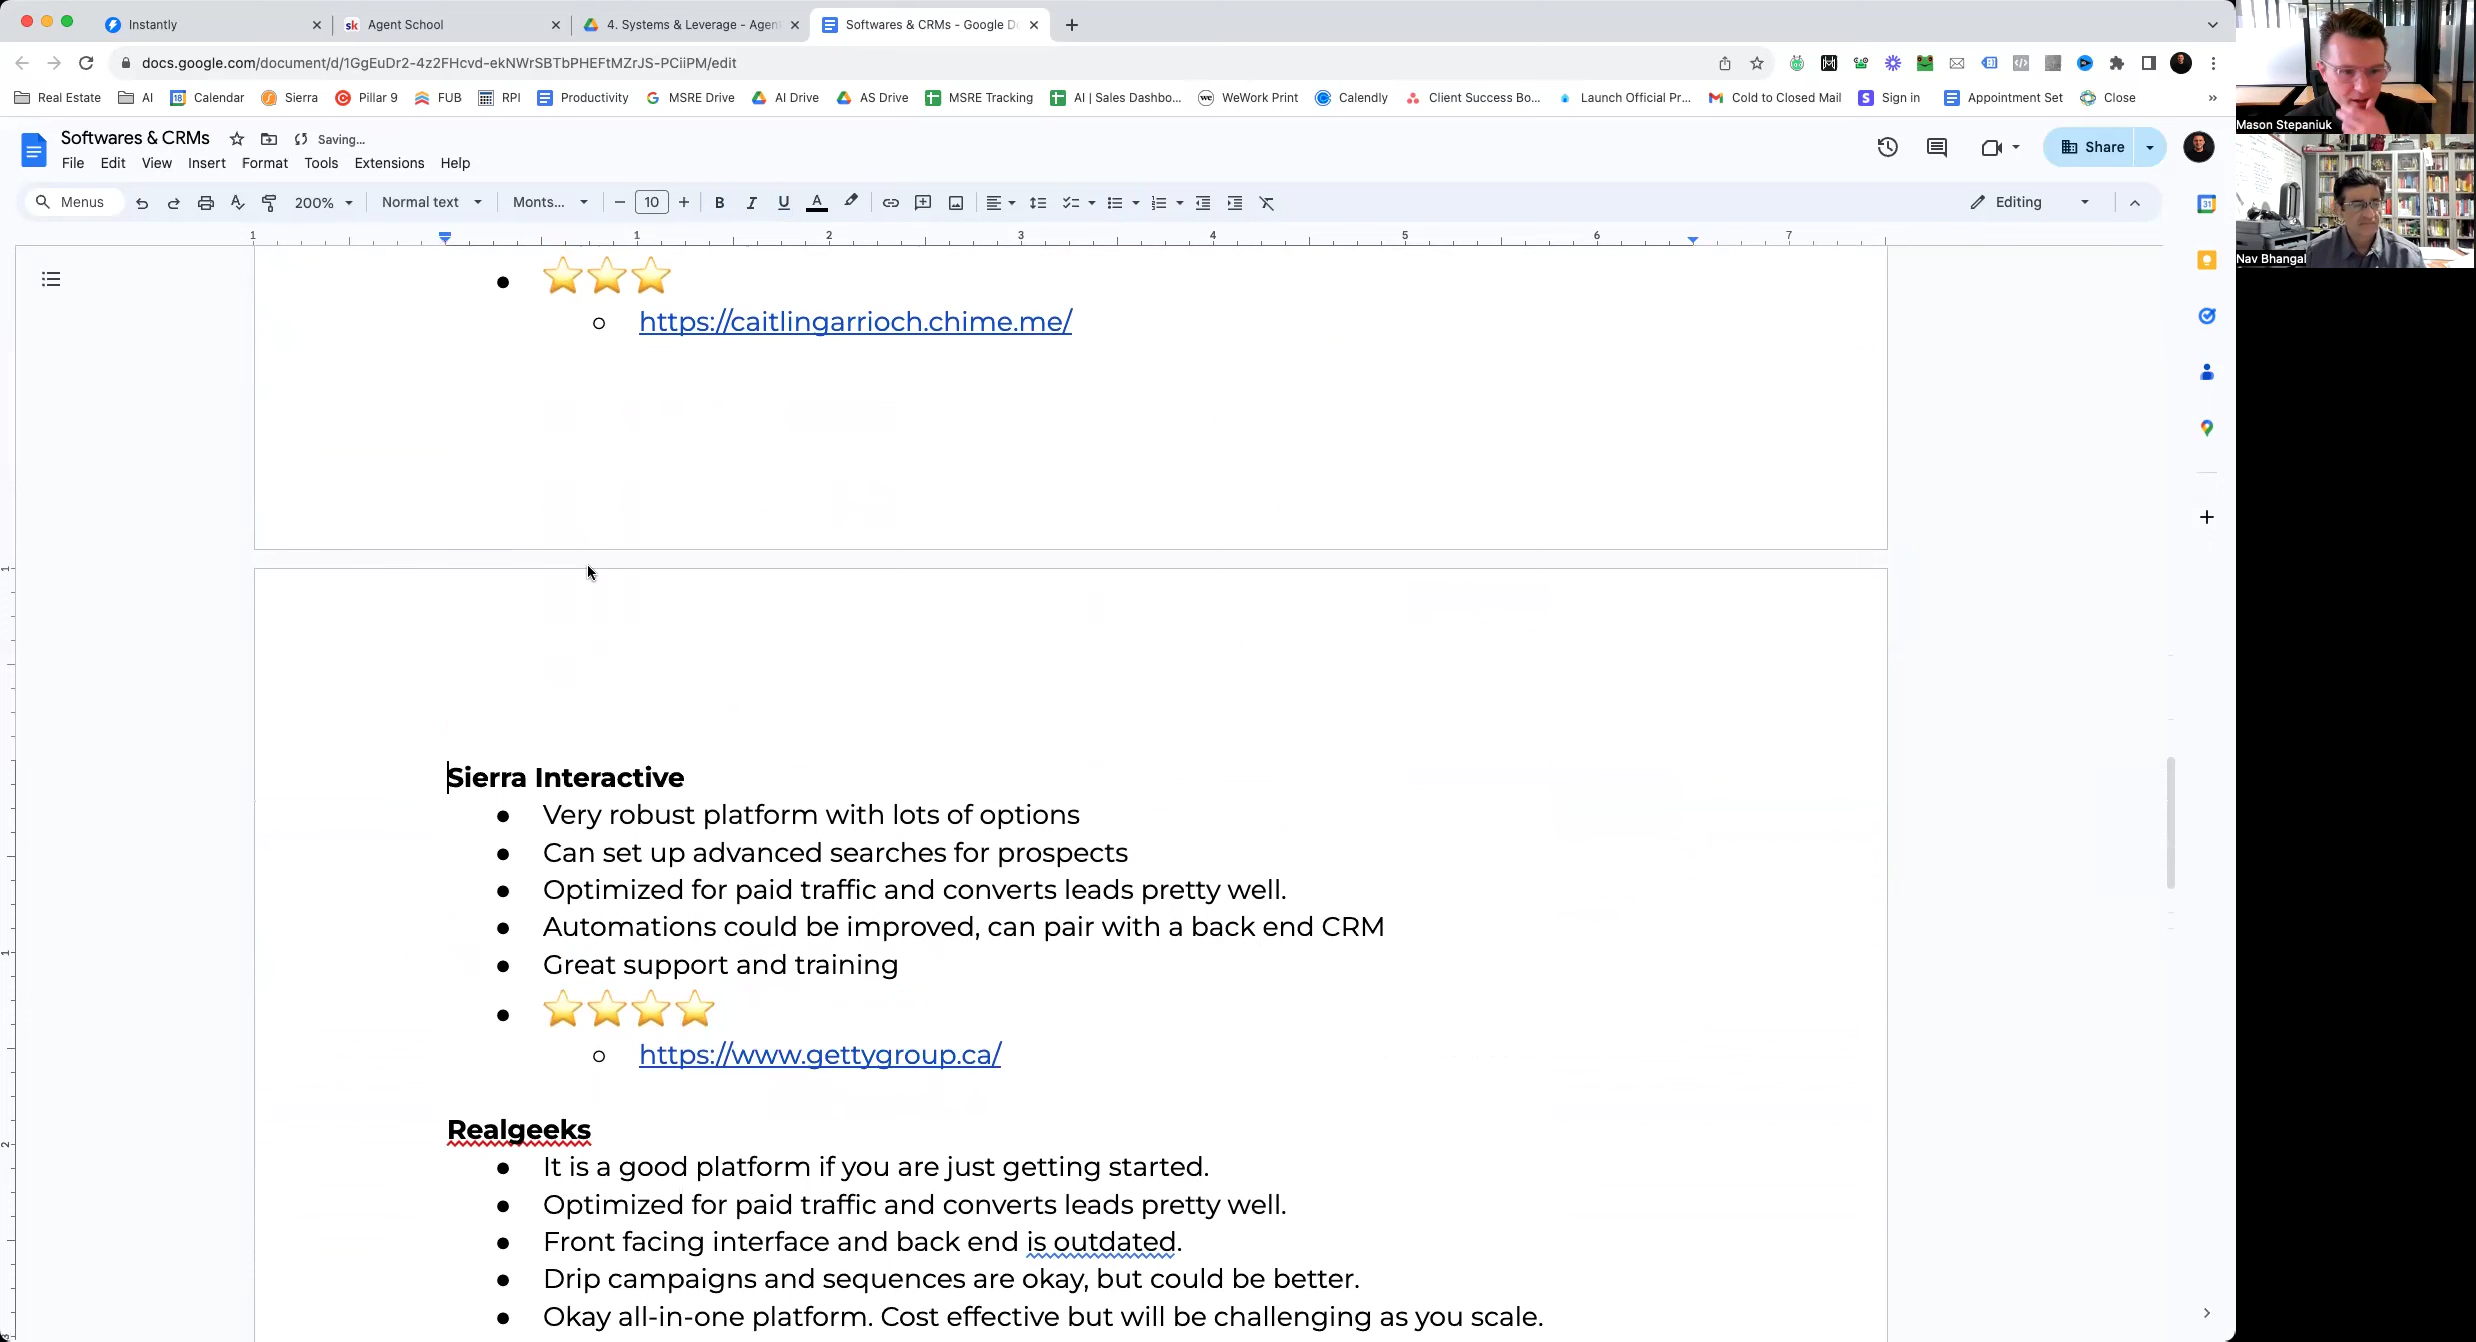 Instantly
Agent School
4. Systems & Leverage - Agen
Softwares & CRMs - Google D
docs.google.com/document/d/1GgEuDr2-4z2FHcvd-ekNWrSBTbPHEFtMZrJS-PCiiPM/edit
Real Estate
AI
Calendar
Sierra
Pillar 9
FUB
RPI
Productivity
MSRE Drive
AI Drive
AS Drive
MSRE Tracking
AI | Sales Dashbo...
WeWork Print
Calendly
Client Success Bo...
Launch Official Pr...
Cold to Closed Mail
Sign in
Appointment Set
Close
Mason Stepaniuk
Softwares & CRMs
Saving...
File Edit View Insert Format Tools Extensions Help
Share
Menus
200%
Normal text
Monts...
10
Editing
1 1 2 3 4 5 6 7
Nav Bhangal
https://caitlingarrioch.chime.me/
Sierra Interactive
Very robust platform with lots of options
Can set up advanced searches for prospects
Optimized for paid traffic and converts leads pretty well.
Automations could be improved, can pair with a back end CRM
Great support and training
https://www.gettygroup.ca/
Realgeeks
It is a good platform if you are just getting started.
Optimized for paid traffic and converts leads pretty well.
Front facing interface and back end is outdated.
Drip campaigns and sequences are okay, but could be better.
Okay all-in-one platform. Cost effective but will be challenging as you scale.